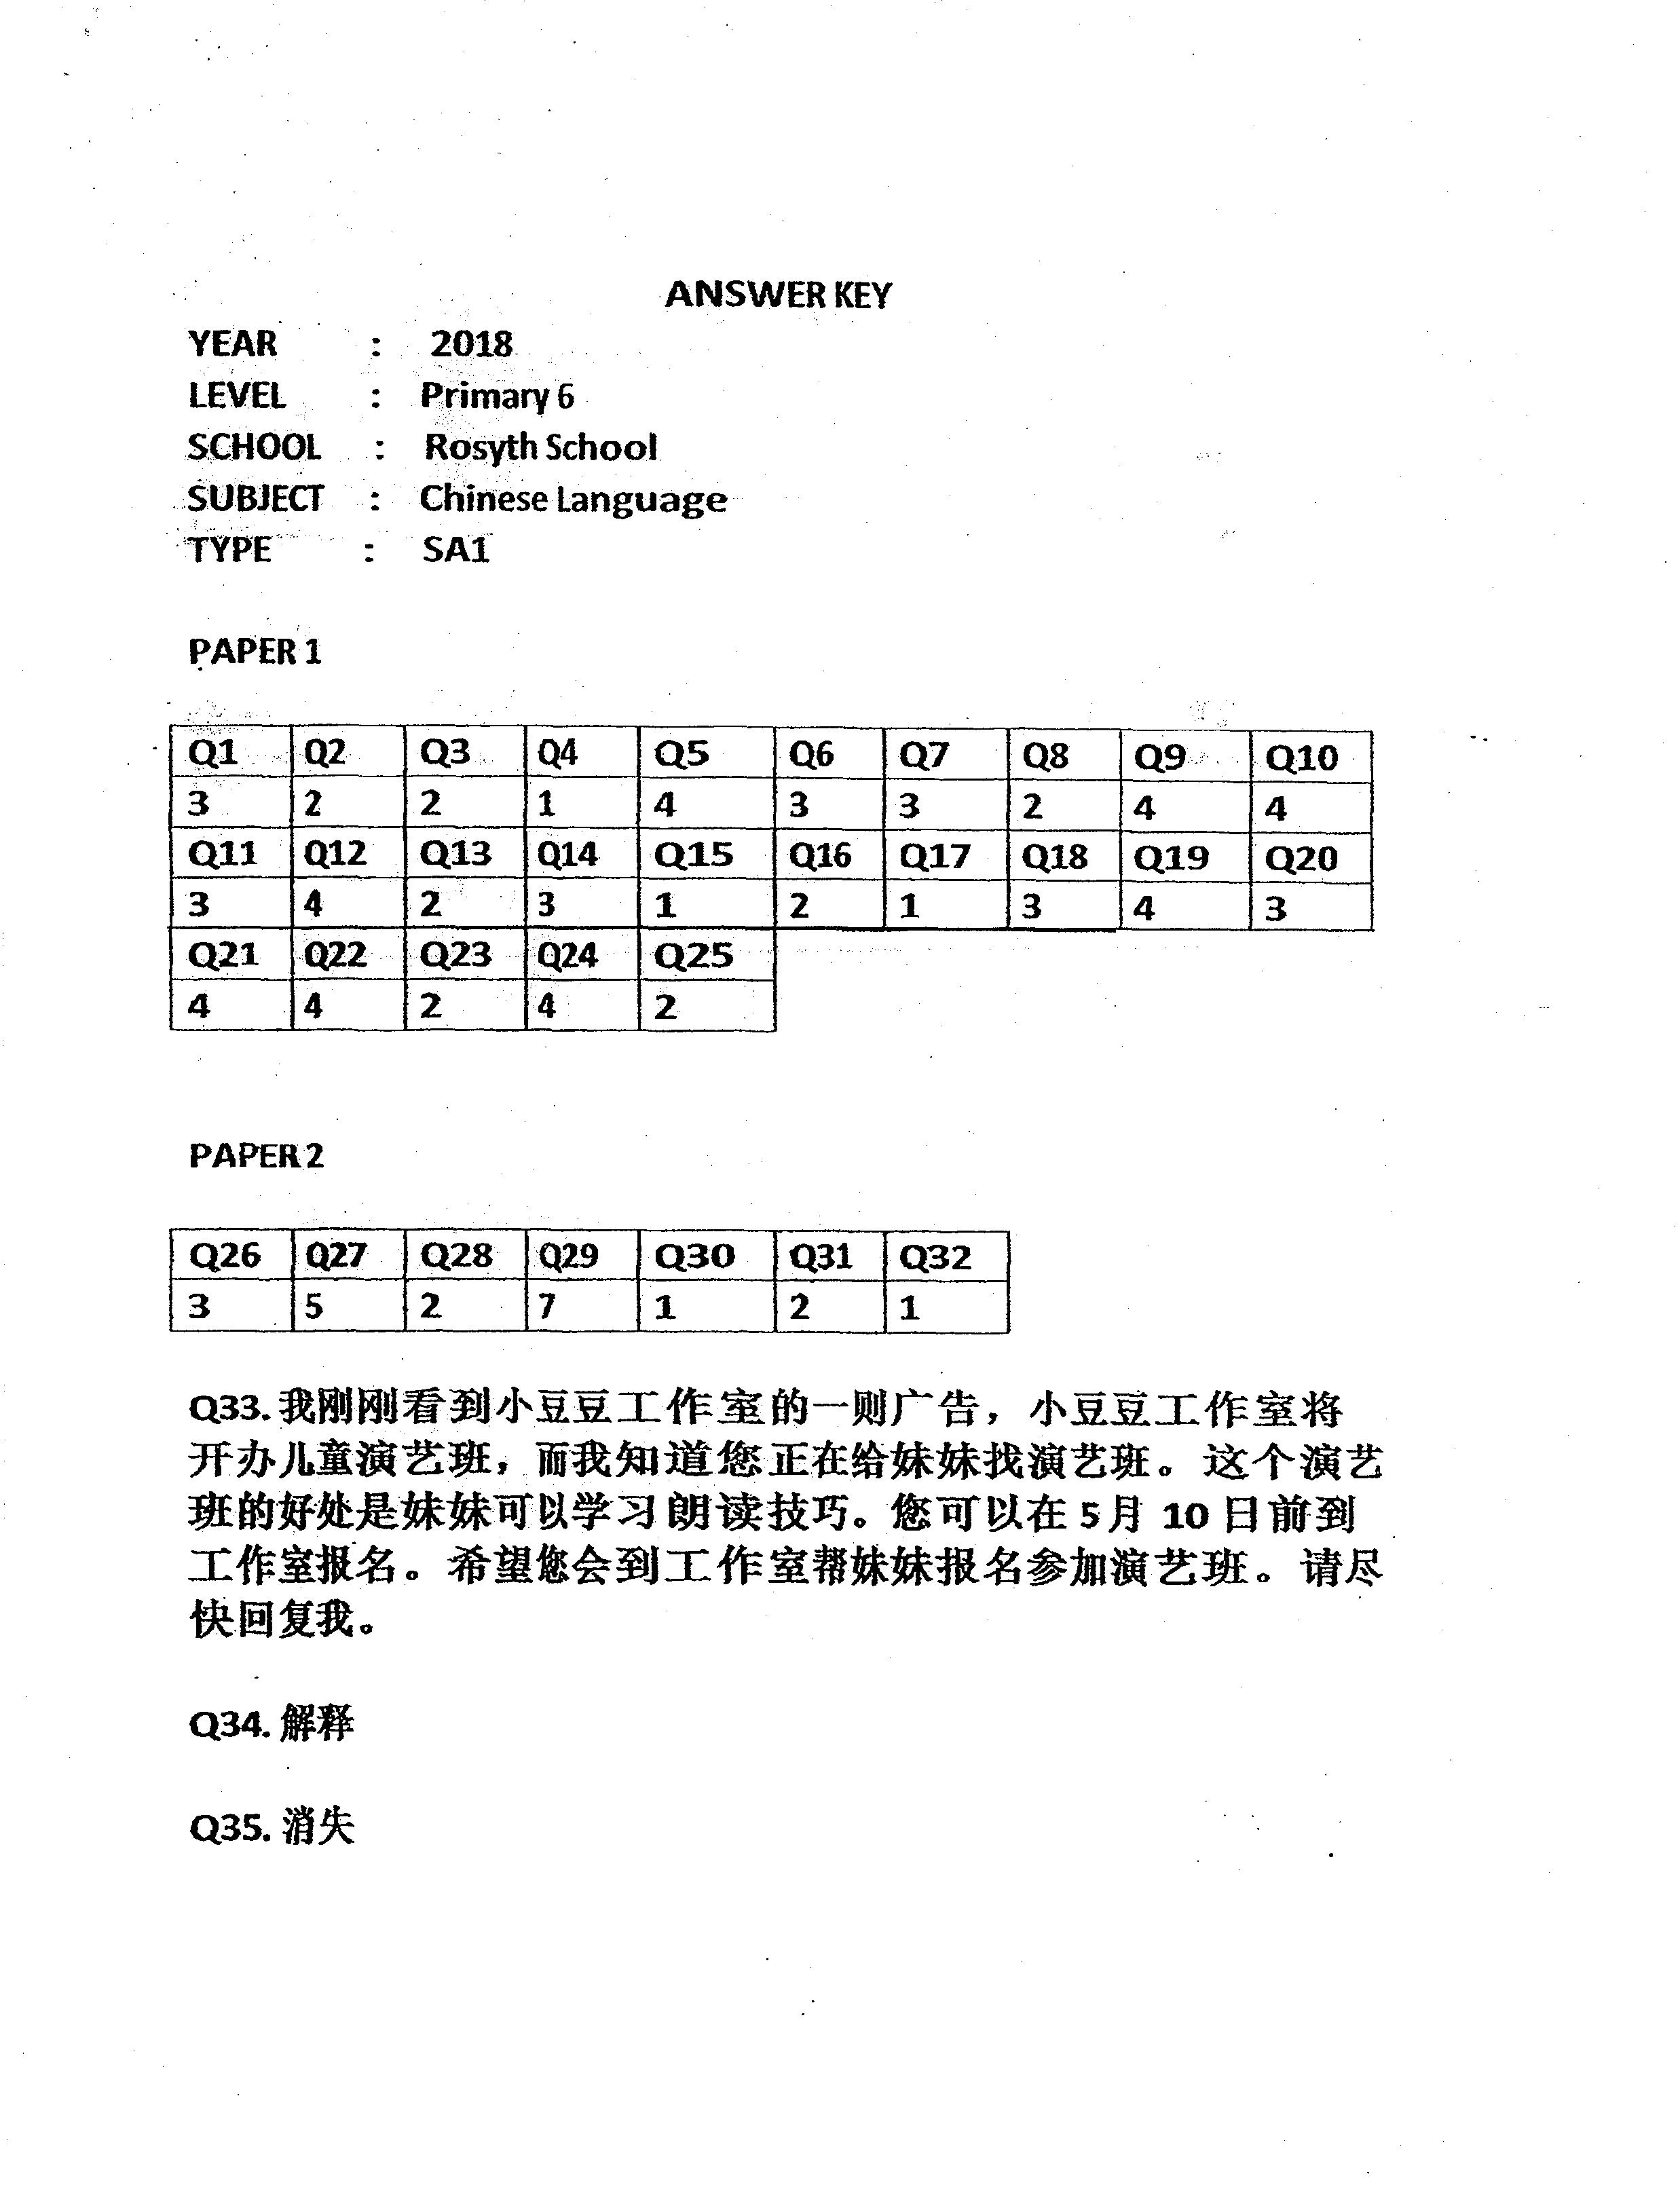 ANSWER KEY
YEAR : 2018
LEVEL : Primary 6
SCHOOL : Rosyth School
SUBJECT : Chinese Language
TYPE : SA1
PAPER 1
Q1 Q2 Q3 Q4 Q5 Q6 Q7 Q8 Q9 Q10
3 2 2 1 4 3 3 2 4 4
Q11 Q12 Q13 Q14 Q15 Q16 Q17 Q18 Q19 Q20
3 4 2 3 1 2 1 3 4 3
Q21 Q22 Q23 Q24 Q25
4 4 2 4 2
PAPER 2
Q26 Q27 Q28 Q29 Q30 Q31 Q32
3 5 2 7 1 2 1
Q33. 我刚刚看到小豆豆工作室的一则广告，小豆豆工作室将
开办儿童演艺班，而我知道您正在给妹妹找演艺班。这个演艺
班的好处是妹妹可以学习朗读技巧。您可以在 5 月 10 日前到
工作室报名。希望您会到工作室帮妹妹报名参加演艺班。请尽
快回复我。
Q34. 解释
Q35. 消失